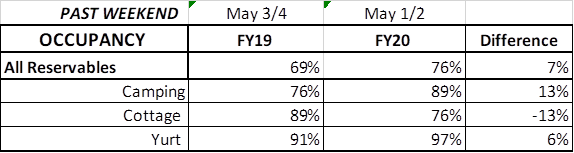 PAST WEEKEND May 3/4 May 1/2
OCCUPANCY FY19 FY20 Difference
All Reservables 69% 76% 7%
Camping 76% 89% 13%
Cottage 89% 76% -13%
Yurt 91% 97% 6%